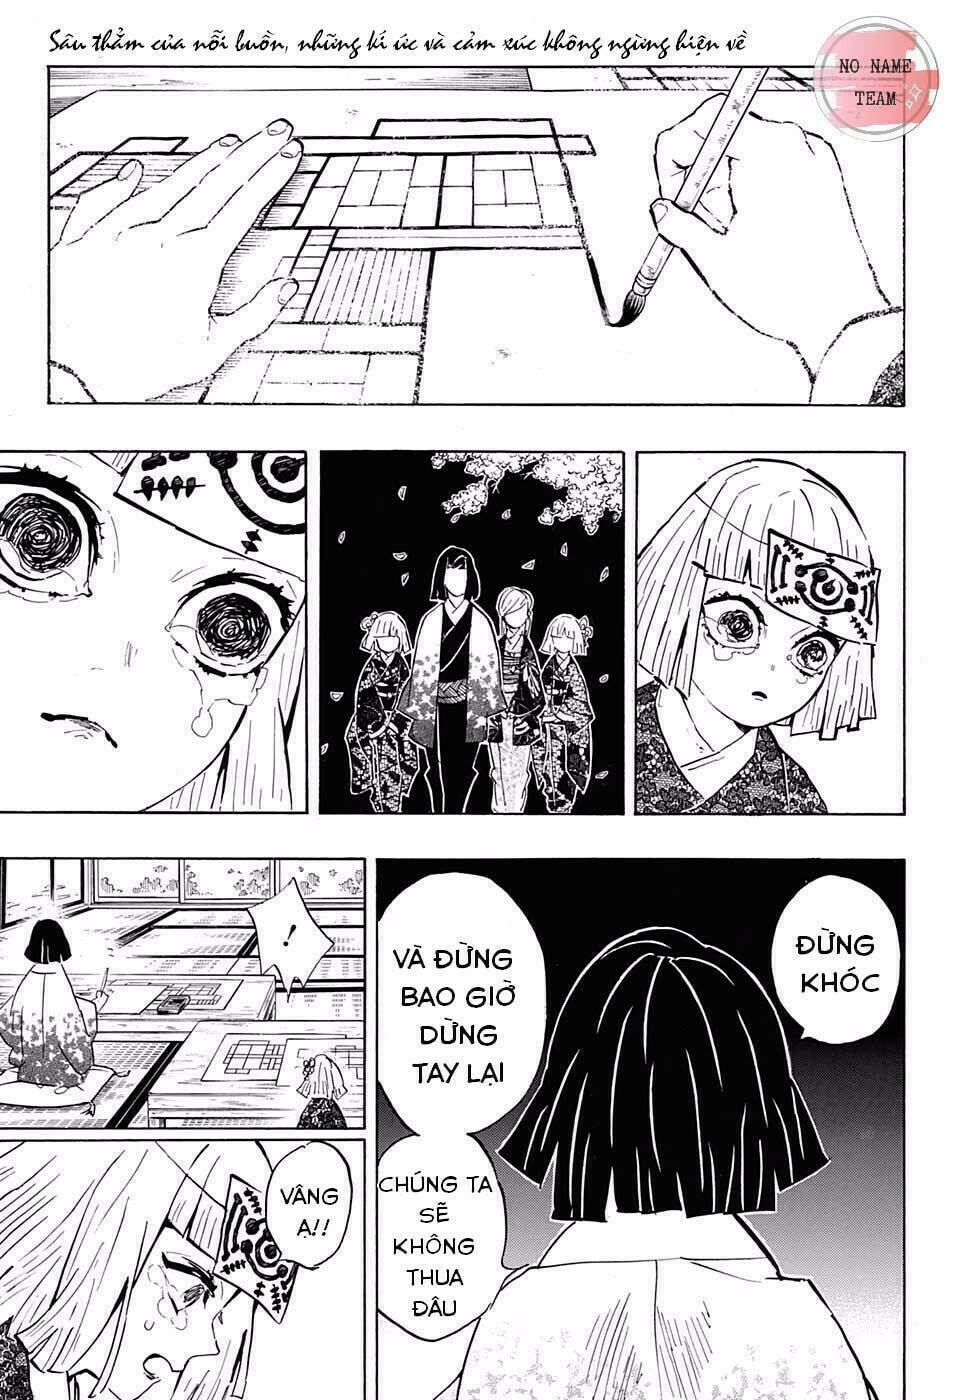 Sâu thẳm của nỗi buồn, những kí ức và cảm xúc không ngừng hiện về
NO NAME
TEAM
ĐỪNG
KHÓC
VÀ ĐỪNG
BAO GIỜ
DỪNG
TAY LẠI
CHÚNG TA
SẼ
KHÔNG
THUA
ĐÂU
!
VÂNG
Ạ!!